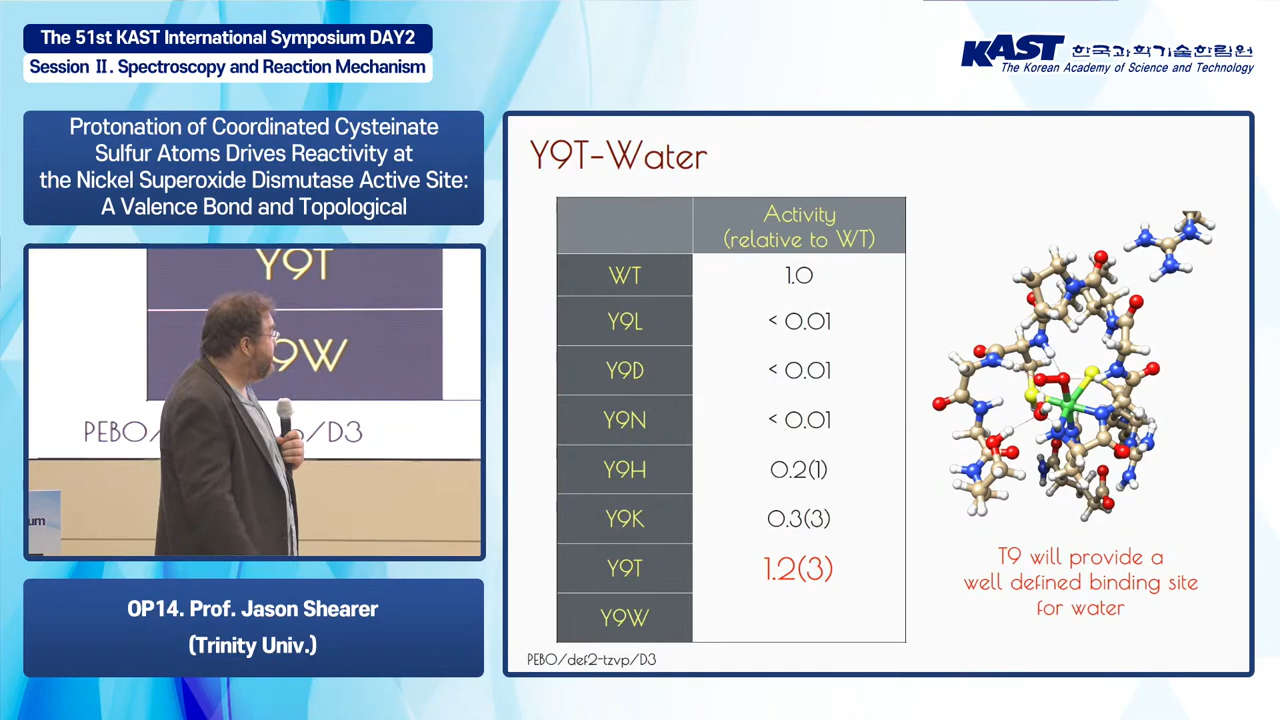 The 51st KAST International Symposium DAY2
Session Ⅱ. Spectroscopy and Reaction Mechanism
KAST 한국과학기술한림원
The Korean Academy of Science and Technology
Protonation of Coordinated Cysteinate
Sulfur Atoms Drives Reactivity at
the Nickel Superoxide Dismutase Active Site:
A Valence Bond and Topological
Y9T
9W
PEBO/
/D3
um
OP14. Prof. Jason Shearer
(Trinity Univ.)
Y9T-Water
Activity
(relative to WT)
WT 1.0
Y9L < 0.01
Y9D < 0.01
Y9N < 0.01
Y9H 0.2(1)
Y9K 0.3(3)
Y9T 1.2(3)
Y9W
PEBO/def2-tzvp/D3
T9 will provide a
well defined binding site
for water